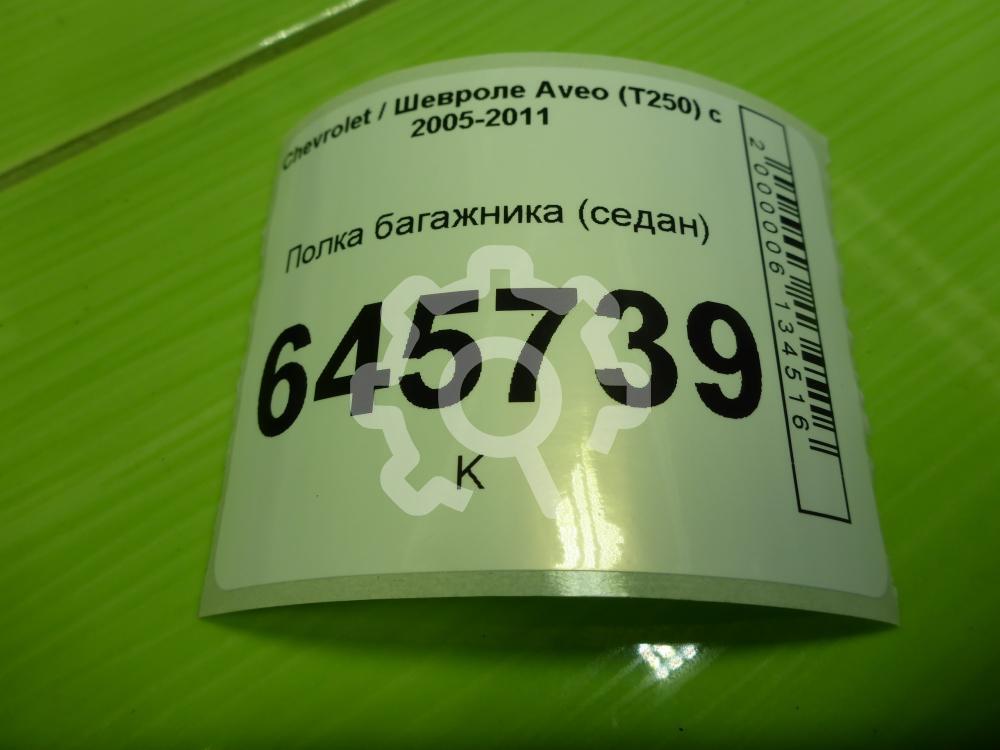 Chevrolet / Шевроле Aveo (T250) с
2005-2011
Полка багажника (седан)
645739
К
2000006134516